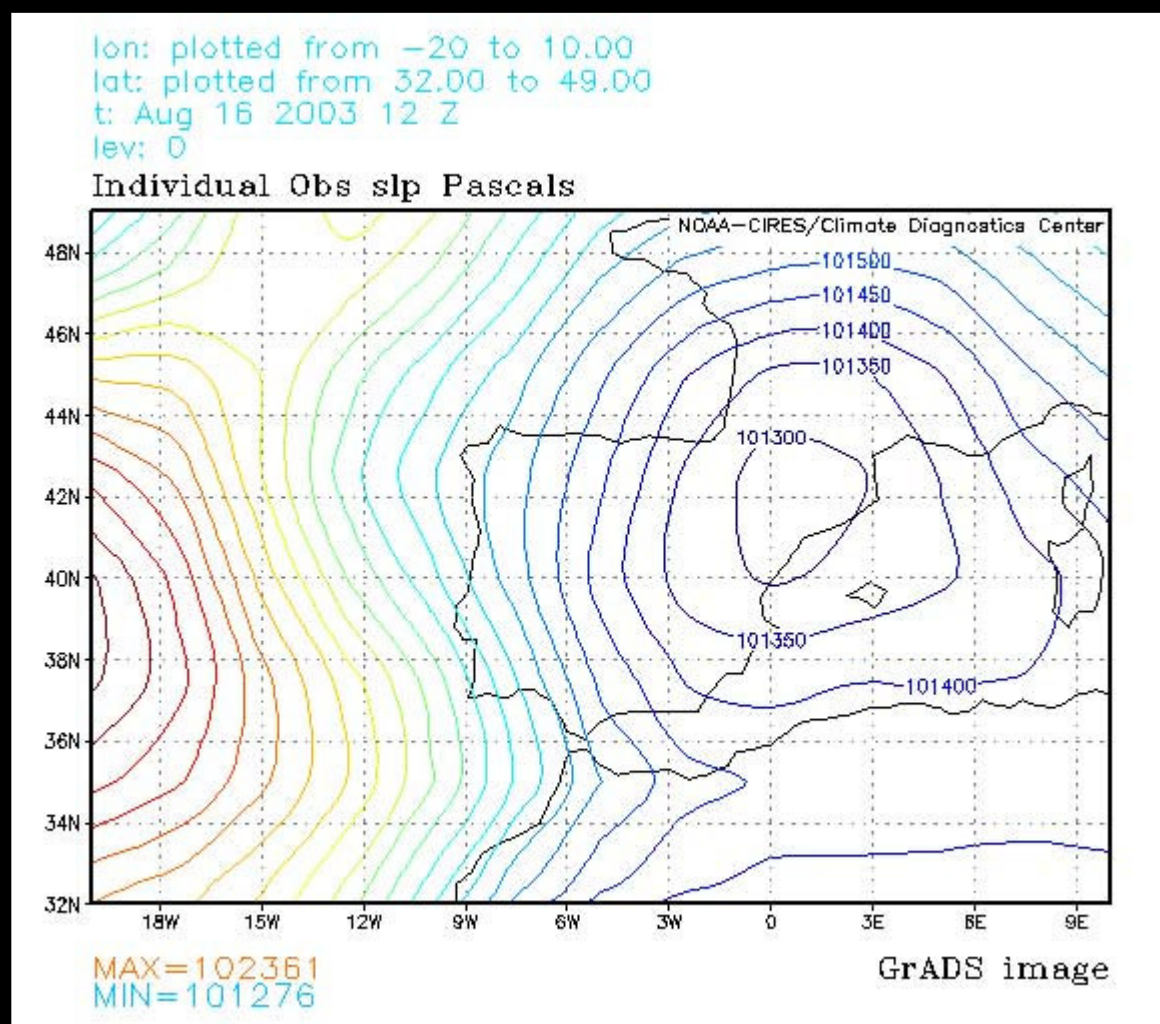 lon: plotted from −20 to 10.00
lat: plotted from 32.00 to 49.00
t: Aug 16 2003 12 Z
lev: 0
Individual Obs slp Pascals
NOAA−CIRES/Climate Diagnostics Center
48N
101500
101450
46N
101400
101350
44N
101300
42N
40N
101350
38N
101400
36N
34N
32N
18W 15W 12W 9W 6W 3W 0 3E 6E 9E
MAX=102361
GrADS image
MIN=101276